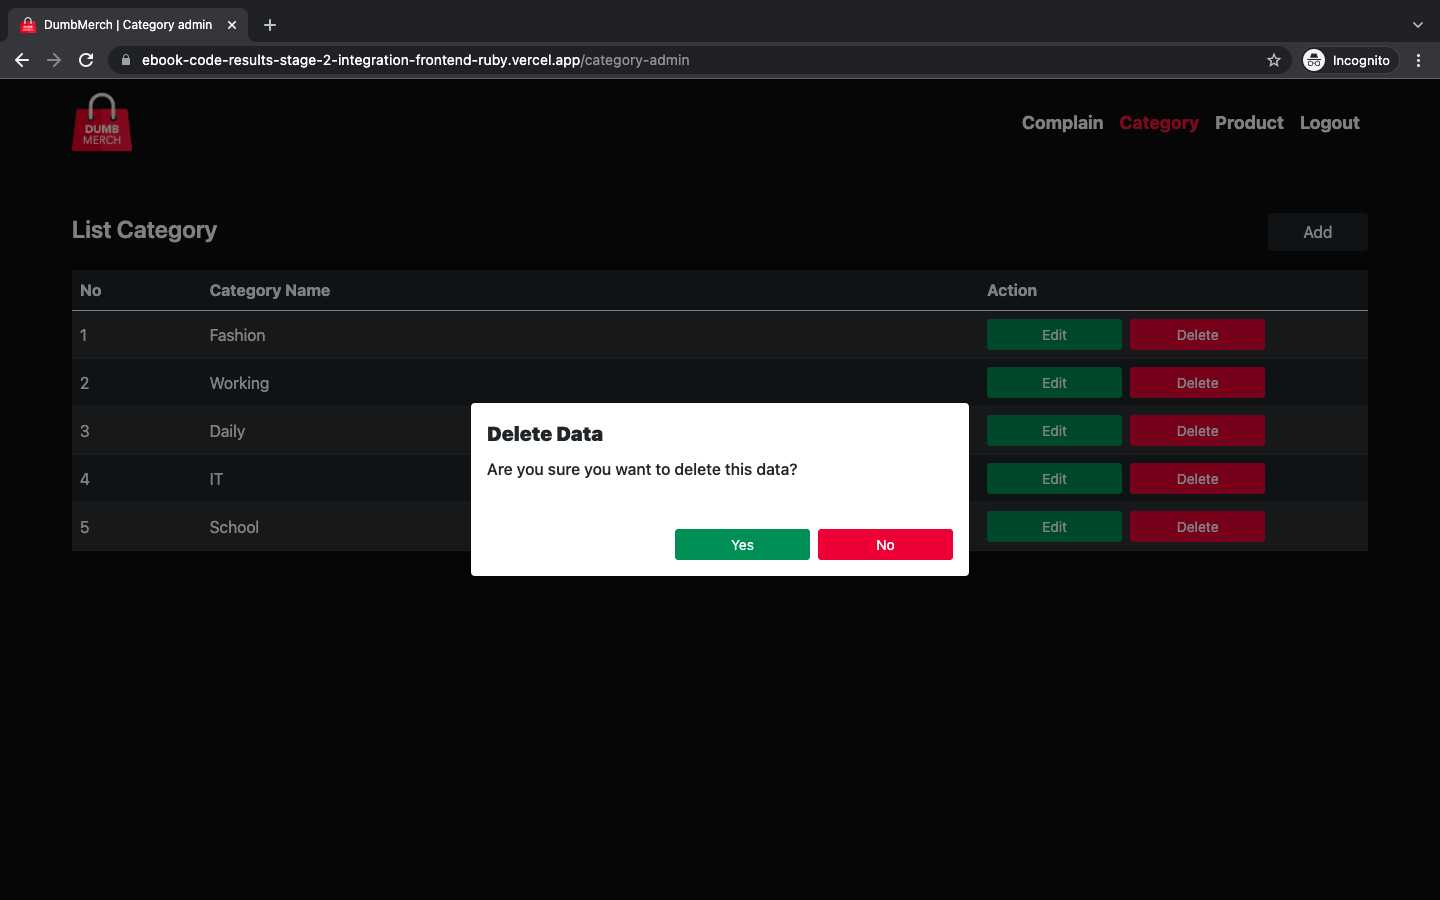 DumbMerch | Category admin
ebook-code-results-stage-2-integration-frontend-ruby.vercel.app/category-admin
Incognito
DUMB
MERCH
Complain Category Product Logout
List Category
Add
No Category Name Action
1 Fashion Edit Delete
2 Working Edit Delete
3 Daily Edit Delete
4 IT Edit Delete
5 School Edit Delete
Delete Data
Are you sure you want to delete this data?
Yes No